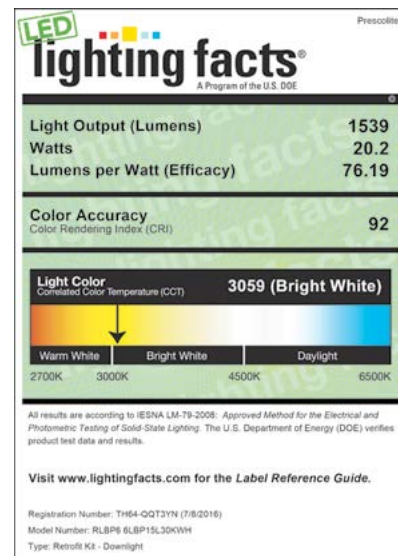 Prescolite
LED
lighting facts®
A Program of the U.S. DOE
Light Output (Lumens) 1539
Watts 20.2
Lumens per Watt (Efficacy) 76.19
Color Accuracy
Color Rendering Index (CRI) 92
Light Color
Correlated Color Temperature (CCT) 3059 (Bright White)
Warm White Bright White Daylight
2700K 3000K 4500K 6500K
All results are according to IESNA LM-79-2008: Approved Method for the Electrical and
Photometric Testing of Solid-State Lighting. The U.S. Department of Energy (DOE) verifies
product test data and results.
Visit www.lightingfacts.com for the Label Reference Guide.
Registration Number: TH64-QQT3YN (7/8/2016)
Model Number: RLBP6 6LBP15L30KWH
Type: Retrofit Kit - Downlight